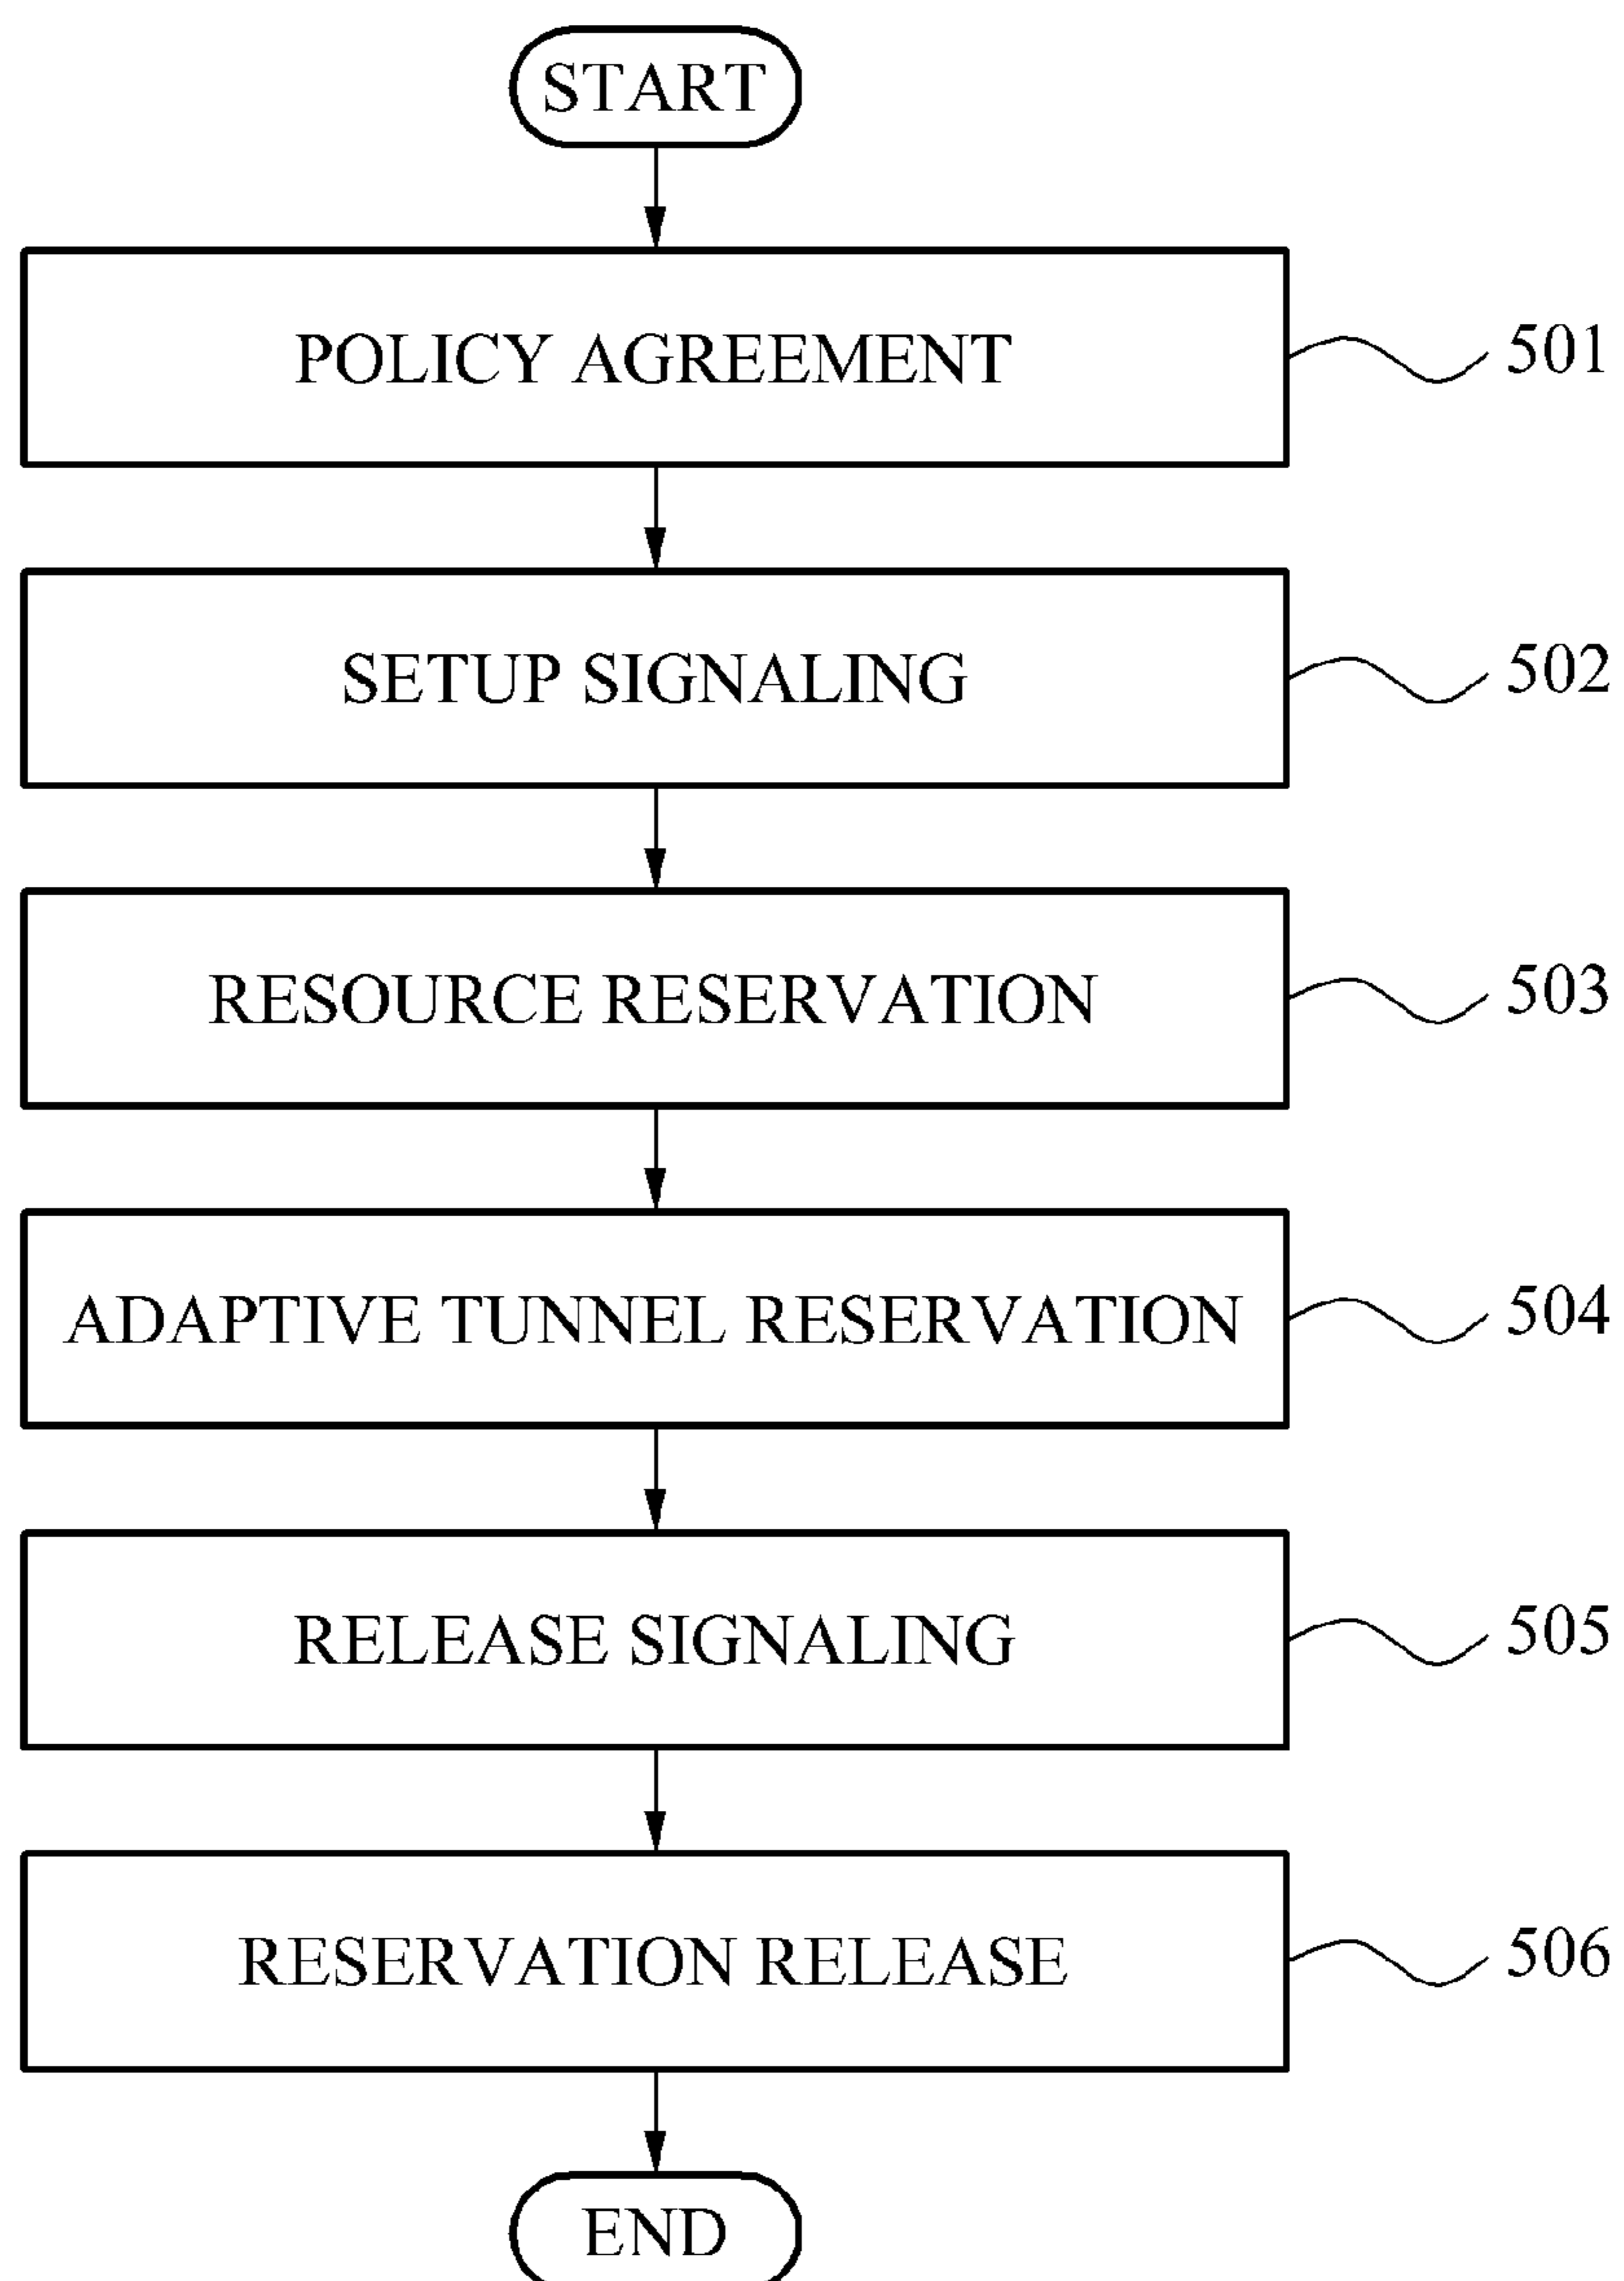 START
POLICY AGREEMENT
501
SETUP SIGNALING
502
RESOURCE RESERVATION
503
ADAPTIVE TUNNEL RESERVATION
504
RELEASE SIGNALING
505
RESERVATION RELEASE
506
END